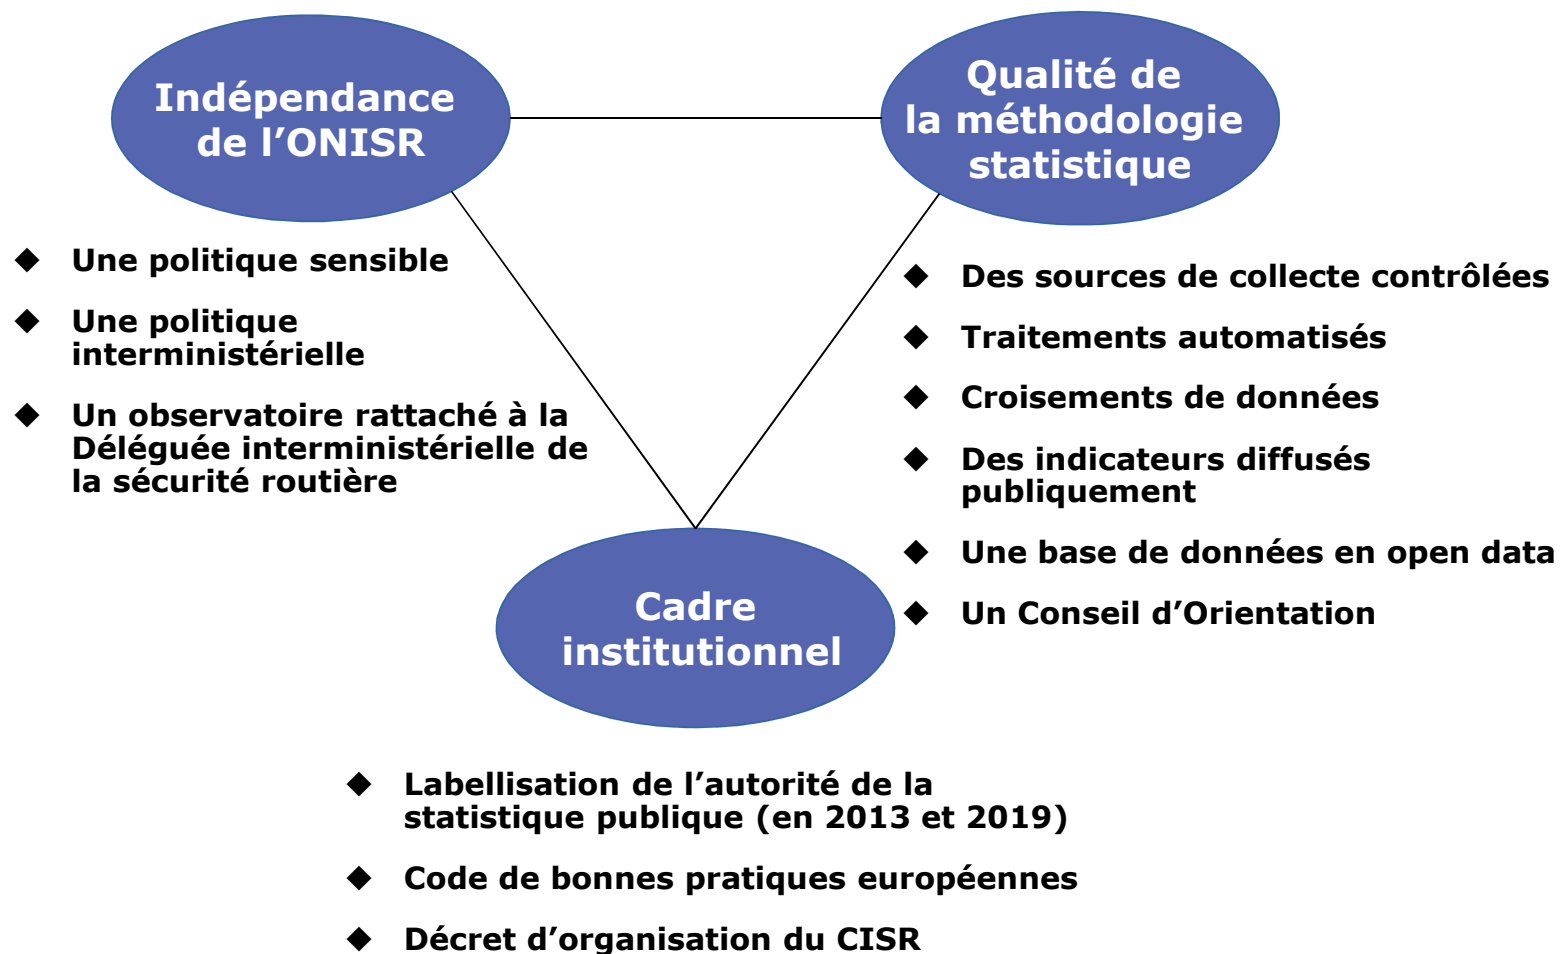 Indépendance
de l’ONISR
Qualité de
la méthodologie
statistique
Une politique sensible
Une politique
interministérielle
Un observatoire rattaché à la
Déléguée interministérielle de
la sécurité routière
Des sources de collecte contrôlées
Traitements automatisés
Croisements de données
Des indicateurs diffusés
publiquement
Une base de données en open data
Un Conseil d’Orientation
Cadre
institutionnel
Labellisation de l’autorité de la
statistique publique (en 2013 et 2019)
Code de bonnes pratiques européennes
Décret d’organisation du CISR